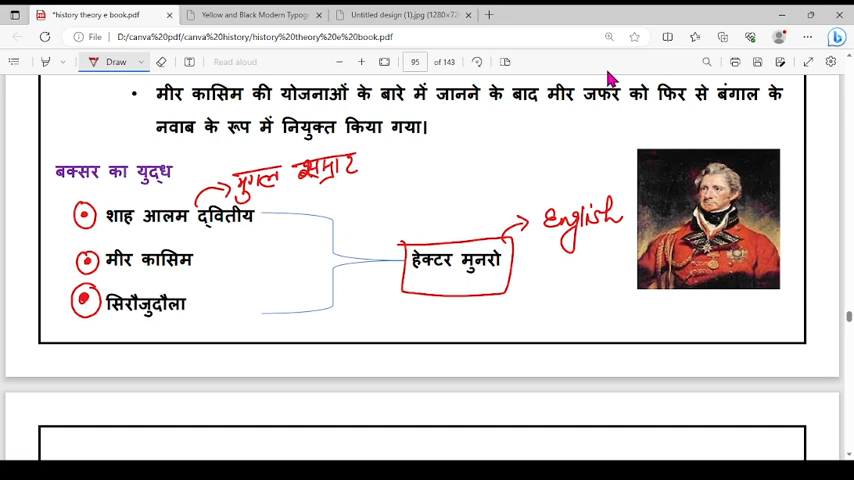 *history theory e book.pdf
Yellow and Black Modern Typogr
Untitled design (1).jpg (1280×72
File
D:/canva%20pdf/canva%20history/history%20theory%20e%20book.pdf
Draw
Read aloud
95
of 143
• मीर कासिम की योजनाओं के बारे में जानने के बाद मीर जफर को फिर से बंगाल के
नवाब के रूप में नियुक्त किया गया।
बक्सर का युद्ध
मुगल सम्राट
शाह आलम द्वितीय
English
मीर कासिम
हेक्टर मुनरो
सिरौजुदौला